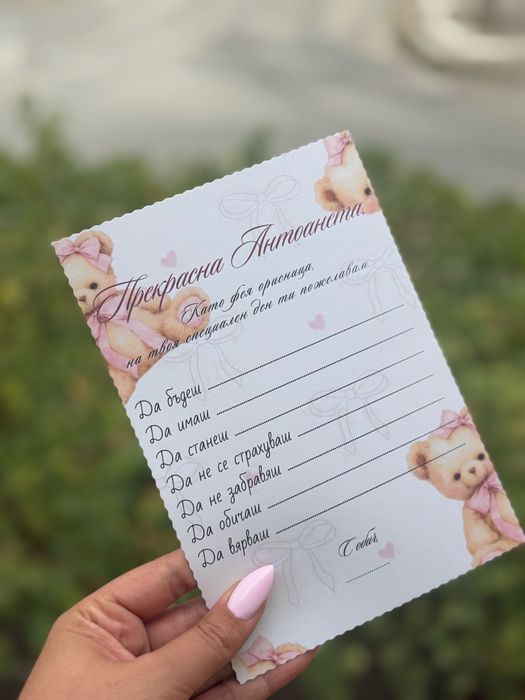 Прекрасна Антоанета,
Като фея орисница,
на твоя специален ден ти пожелавам...
Да бъдеш
Да имаш
Да станеш
Да не се страхуваш
Да не забравяш
Да обичаш
Да вярваш
С обич,